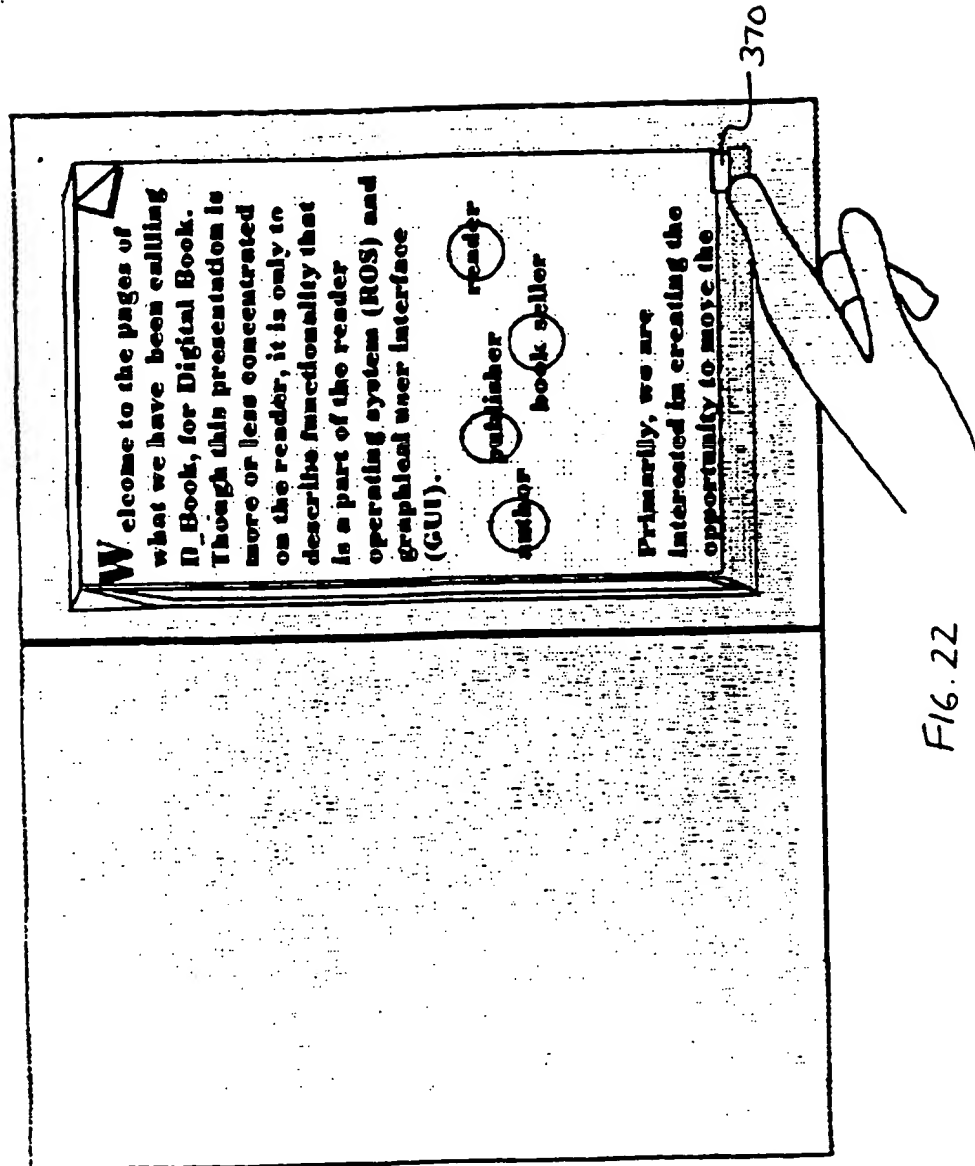 Welcome to the pages of
what we have been callling
D_Book, for Digital Book.
Though this presentation is
more or less concentrated
on the reader, it is only to
describe functionality that
is a part of the reader
operating system (ROS) and
graphical user interface
(GUI).
author publisher book seller reader
Primarily, we are
interested in creating the
opportunity to move the
370
FIG. 22